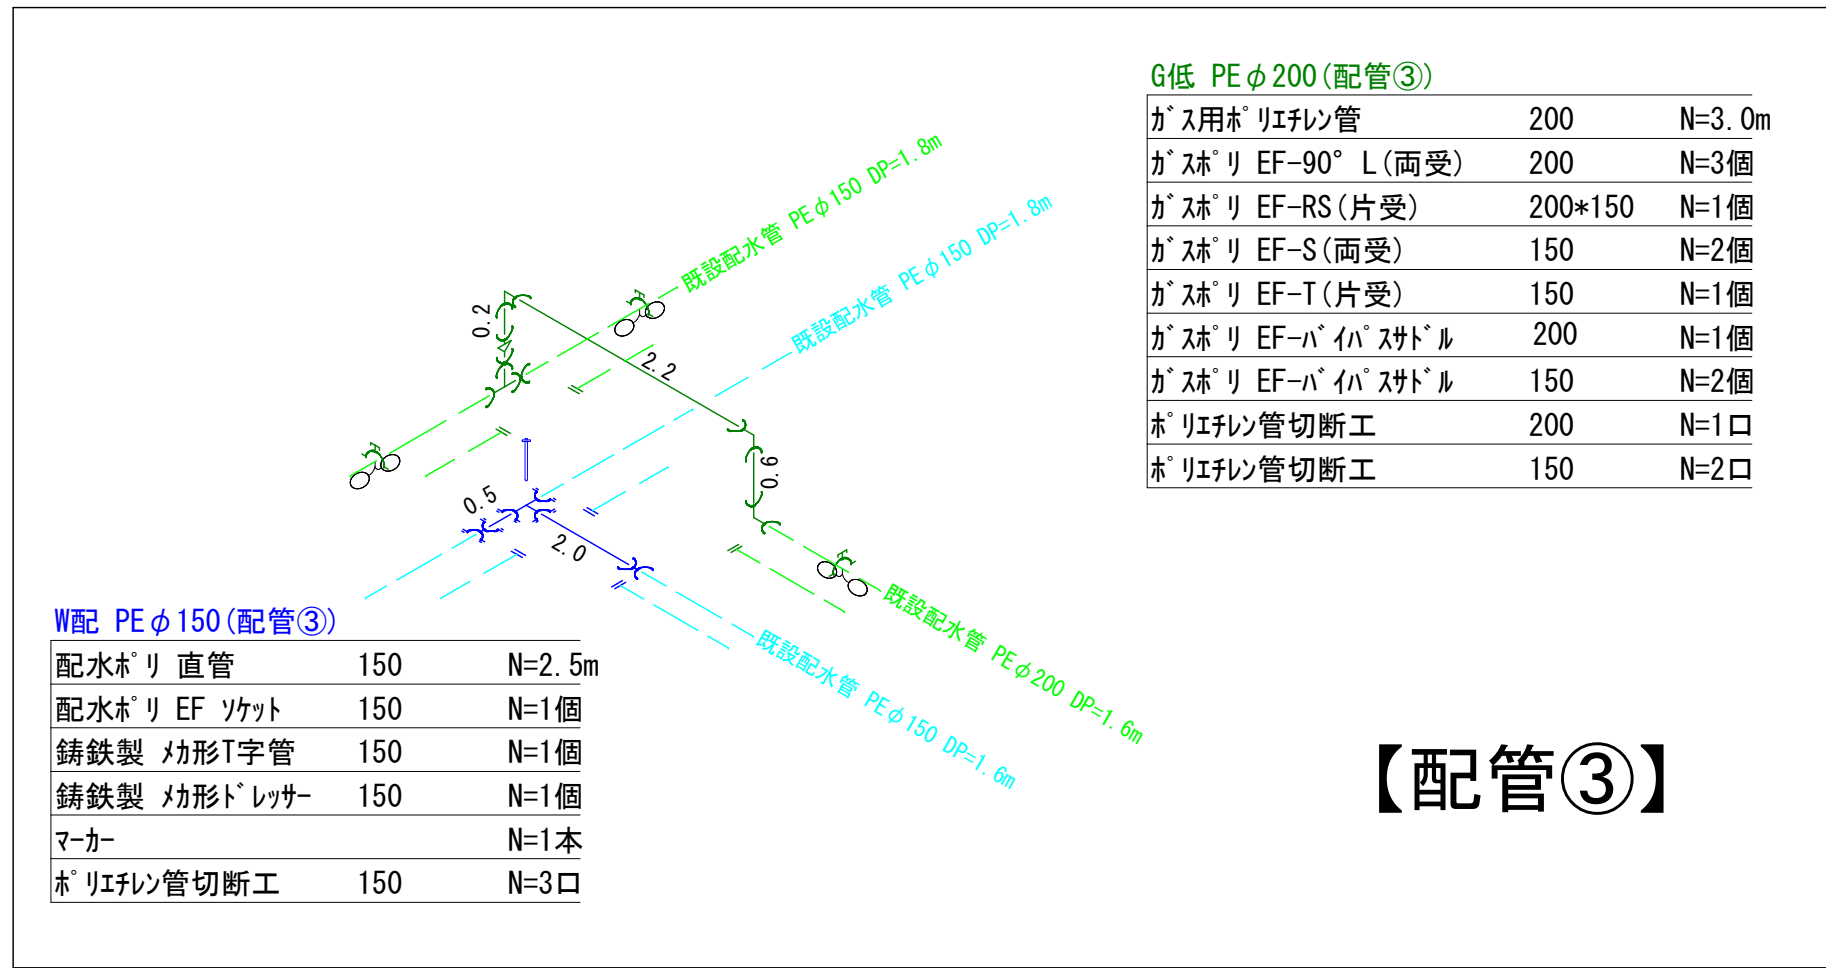 G低 PEφ200(配管③)
ｶﾞｽ用ﾎﾟﾘｴﾁﾚﾝ管 200 N=3.0m
ｶﾞｽﾎﾟﾘ EF-90°L(両受) 200 N=3個
ｶﾞｽﾎﾟﾘ EF-RS(片受) 200*150 N=1個
ｶﾞｽﾎﾟﾘ EF-S(両受) 150 N=2個
ｶﾞｽﾎﾟﾘ EF-T(片受) 150 N=1個
ｶﾞｽﾎﾟﾘ EF-ﾊﾞｲﾊﾟｽｻﾄﾞﾙ 200 N=1個
ｶﾞｽﾎﾟﾘ EF-ﾊﾞｲﾊﾟｽｻﾄﾞﾙ 150 N=2個
ﾎﾟﾘｴﾁﾚﾝ管切断工 200 N=1口
ﾎﾟﾘｴﾁﾚﾝ管切断工 150 N=2口
既設配水管 PEφ150 DP=1.8m
既設配水管 PEφ150 DP=1.8m
0.2
2.2
0.6
0.5
2.0
既設配水管 PEφ200 DP=1.6m
既設配水管 PEφ150 DP=1.6m
W配 PEφ150(配管③)
配水ﾎﾟﾘ 直管 150 N=2.5m
配水ﾎﾟﾘ EF ｿｹｯﾄ 150 N=1個
鋳鉄製 ﾒｶ形T字管 150 N=1個
鋳鉄製 ﾒｶ形ﾄﾞﾚｯｻｰ 150 N=1個
ﾏｰｶｰ N=1本
ﾎﾟﾘｴﾁﾚﾝ管切断工 150 N=3口
【配管③】